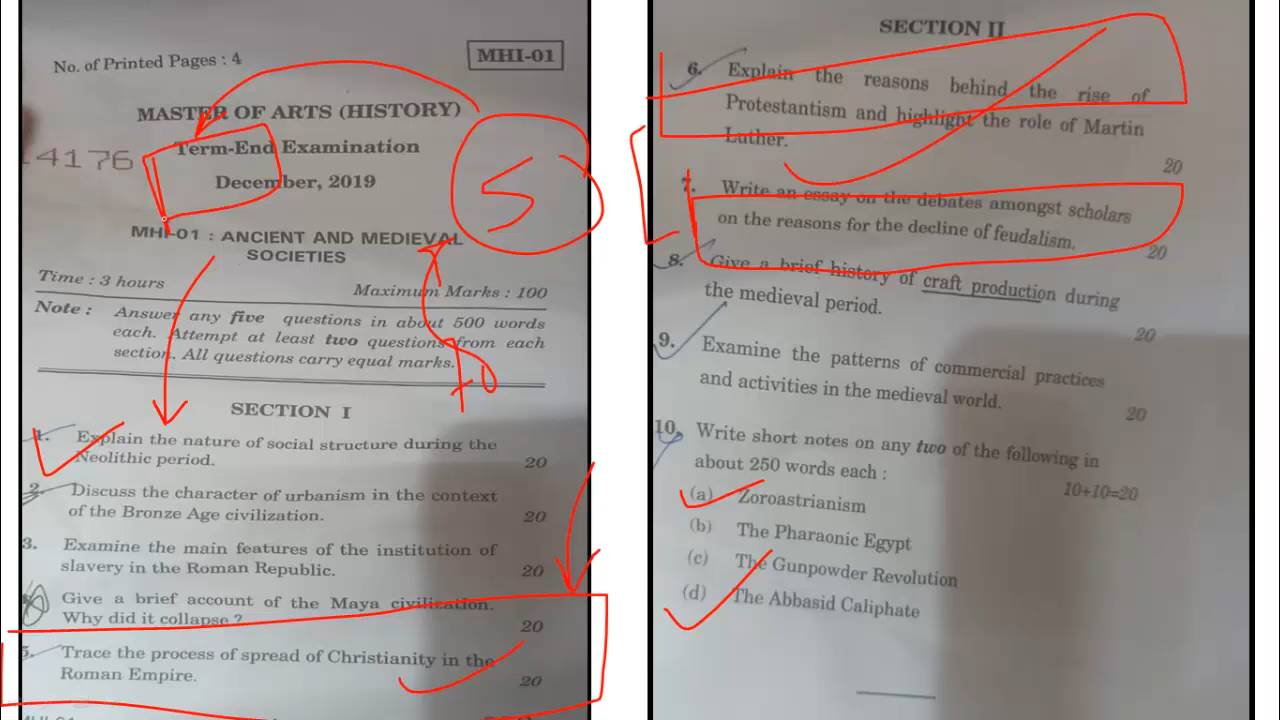 No. of Printed Pages : 4
MHI-01
MASTER OF ARTS (HISTORY)
4176
Term-End Examination
December, 2019
MHI-01 : ANCIENT AND MEDIEVAL
SOCIETIES
Time : 3 hours
Maximum Marks : 100
Note : Answer any five questions in about 500 words
each. Attempt at least two questions from each
section. All questions carry equal marks.
SECTION I
1. Explain the nature of social structure during the
Neolithic period. 20
2. Discuss the character of urbanism in the context
of the Bronze Age civilization. 20
3. Examine the main features of the institution of
slavery in the Roman Republic. 20
Give a brief account of the Maya civilization.
Why did it collapse ? 20
5. Trace the process of spread of Christianity in the
Roman Empire. 20
MHI-01
5
SECTION II
6. Explain the reasons behind the rise of
Protestantism and highlight the role of Martin
Luther. 20
7. Write an essay on the debates amongst scholars
on the reasons for the decline of feudalism. 20
8. Give a brief history of craft production during
the medieval period. 20
9. Examine the patterns of commercial practices
and activities in the medieval world. 20
10. Write short notes on any two of the following in
about 250 words each : 10+10=20
(a) Zoroastrianism
(b) The Pharaonic Egypt
(c) The Gunpowder Revolution
(d) The Abbasid Caliphate